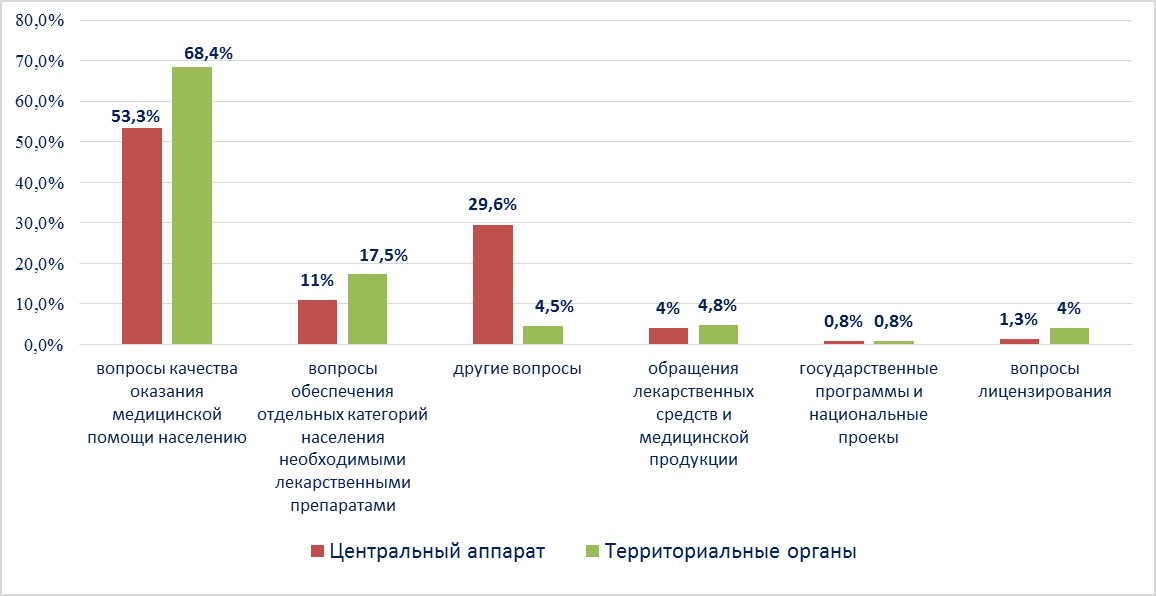 80,0%
70,0%
60,0%
50,0%
40,0%
30,0%
20,0%
10,0%
0,0%
53,3%
68,4%
11%
17,5%
29,6%
4,5%
4%
4,8%
0,8%
0,8%
1,3%
4%
вопросы качества
оказания
медицинской
помощи населению
вопросы
обеспечения
отдельных категорий
населения
необходимыми
лекарственными
препаратами
другие вопросы
обращения
лекарственных
средств и
медицинской
продукции
государственные
программы и
национальные
проекы
вопросы
лицензирования
Центральный аппарат
Территориальные органы